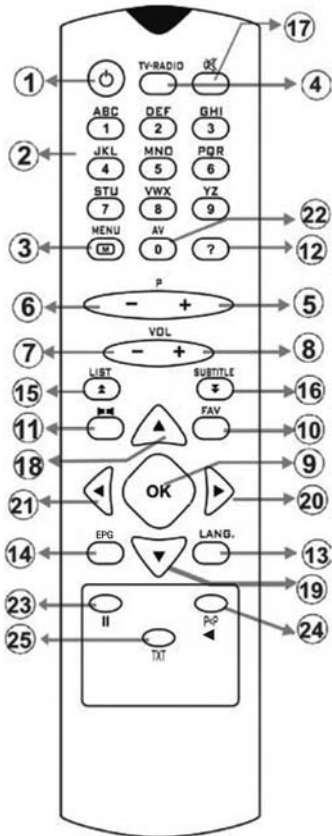 17
TV-RADIO
1
4
ABC DEF GHI
1 2 3
2
JKL MNO PQR
4 5 6
STU VWX YZ
7 8 9
22
MENU AV
3 M 0 ? 12
P
6 - + 5
VOL
7 - + 8
LIST SUBTITLE
15 16
11 FAV 10
18 OK 9
21 20
14 EPG LANG. 13
19
23 II P<P 24
25 TXT